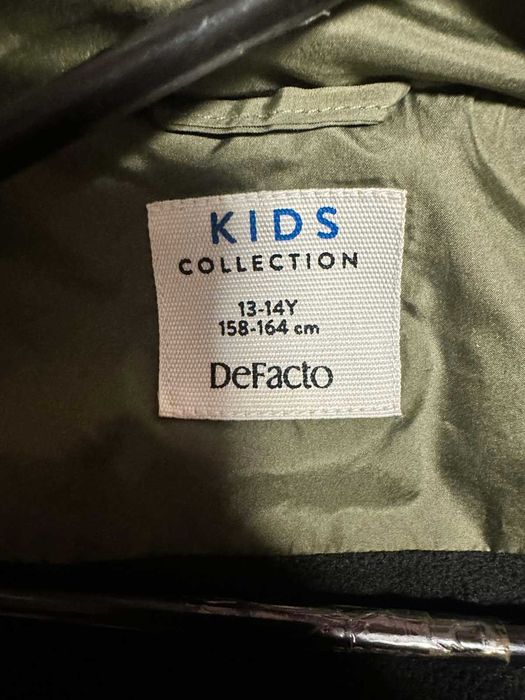 KIDS
COLLECTION
13-14Y
158-164 cm
DeFacto